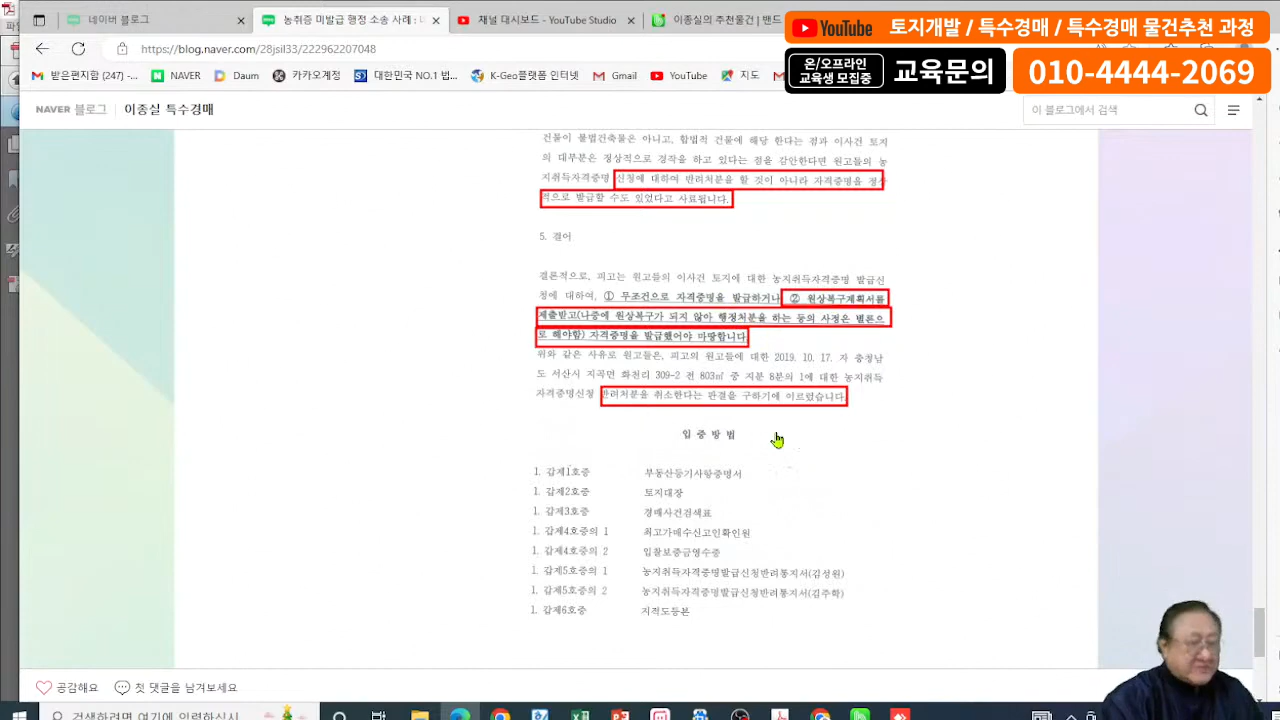 네이버 블로그
농취증 미발급 행정 소송 사례 : 네
채널 대시보드 - YouTube Studio
이종실의 추천물건 | 밴드
YouTube 토지개발 / 특수경매 / 특수경매 물건추천 과정
https://blog.naver.com/28jsil33/222962207048
온/오프라인
교육생 모집중
교육문의
010-4444-2069
받은편지함 (247) - ...
NAVER
Daum
카카오계정
대한민국 NO.1 법...
K-Geo플랫폼 인터넷
Gmail
YouTube
지도
NAVER 블로그
이종실 특수경매
이 블로그에서 검색
건물이 불법건축물은 아니고, 합법적 건물에 해당 한다는 점과 이사건 토지
의 대부분은 정상적으로 경작을 하고 있다는 점을 감안한다면 원고들의 농
지취득자격증명 신청에 대하여 반려처분을 할 것이 아니라 자격증명을 정상
적으로 발급할 수도 있었다고 사료됩니다.
5. 결어
결론적으로, 피고는 원고들의 이사건 토지에 대한 농지취득자격증명 발급신
청에 대하여, ① 무조건으로 자격증명을 발급하거나 ② 원상복구계획서를
제출받고(나중에 원상복구가 되지 않아 행정처분을 하는 등의 사정은 별론으
로 해야함) 자격증명을 발급했어야 마땅합니다.
위와 같은 사유로 원고들은, 피고의 원고들에 대한 2019. 10. 17. 자 충청남
도 서산시 지곡면 화천리 309-2 전 803㎡ 중 지분 8분의 1에 대한 농지취득
자격증명신청 반려처분을 취소한다는 판결을 구하기에 이르렀습니다.
입 증 방 법
1. 갑제1호증 부동산등기사항증명서
1. 갑제2호증 토지대장
1. 갑제3호증 경매사건검색표
1. 갑제4호증의 1 최고가매수신고인확인원
1. 갑제4호증의 2 입찰보증금영수증
1. 갑제5호증의 1 농지취득자격증명발급신청반려통지서(김성원)
1. 갑제5호증의 2 농지취득자격증명발급신청반려통지서(김주학)
1. 갑제6호증 지적도등본
공감해요
첫 댓글을 남겨보세요
검색하려면 여기에 입력하십시